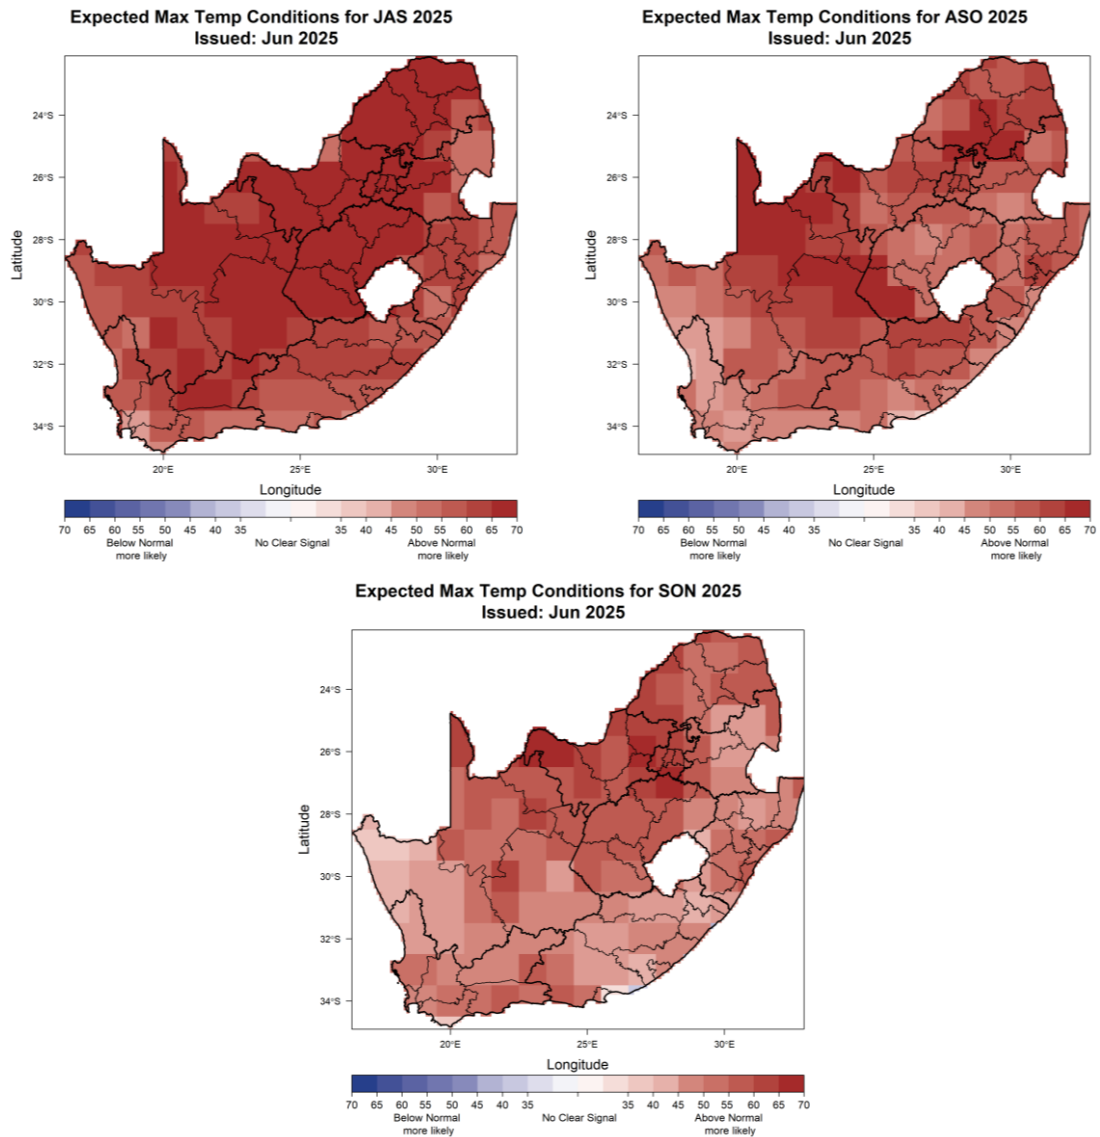 Expected Max Temp Conditions for JAS 2025
Issued: Jun 2025
Latitude
24°S
26°S
28°S
30°S
32°S
34°S
20°E 25°E 30°E
Longitude
70 65 60 55 50 45 40 35 35 40 45 50 55 60 65 70
Below Normal No Clear Signal Above Normal
more likely more likely
Expected Max Temp Conditions for ASO 2025
Issued: Jun 2025
Latitude
24°S
26°S
28°S
30°S
32°S
34°S
20°E 25°E 30°E
Longitude
70 65 60 55 50 45 40 35 35 40 45 50 55 60 65 70
Below Normal No Clear Signal Above Normal
more likely more likely
Expected Max Temp Conditions for SON 2025
Issued: Jun 2025
Latitude
24°S
26°S
28°S
30°S
32°S
34°S
20°E 25°E 30°E
Longitude
70 65 60 55 50 45 40 35 35 40 45 50 55 60 65 70
Below Normal No Clear Signal Above Normal
more likely more likely